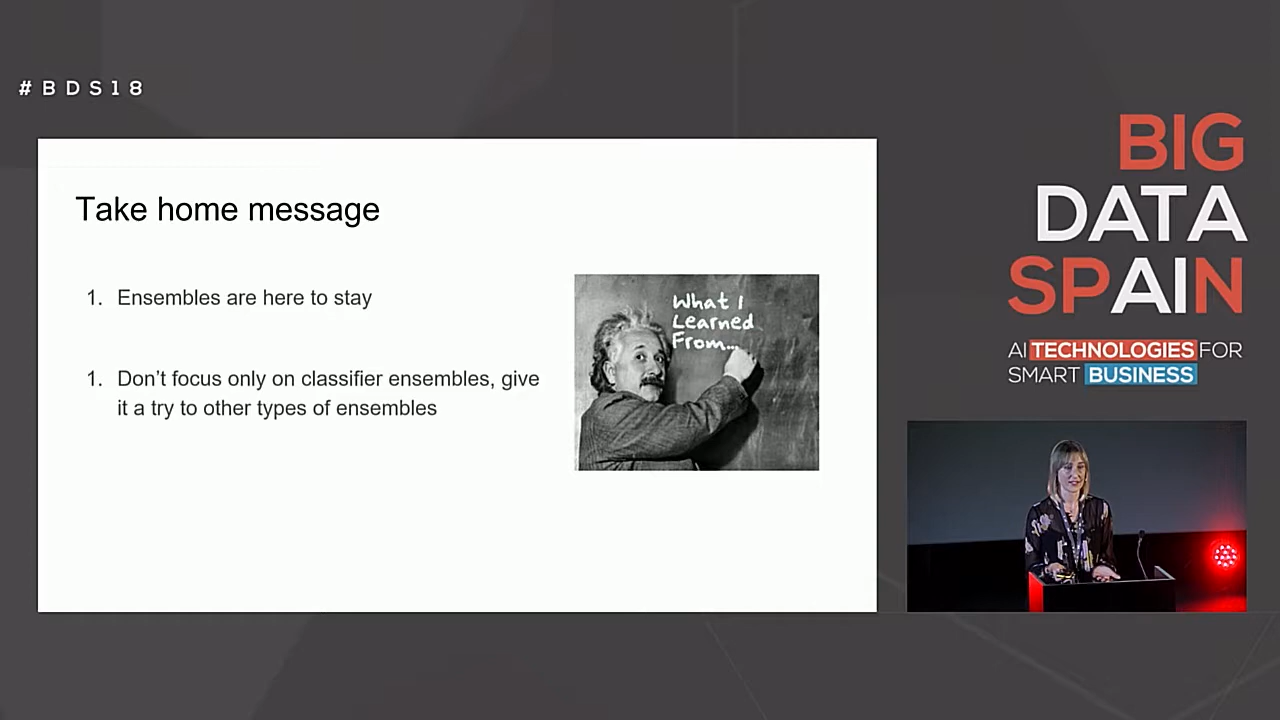 #BDS18
Take home message
1. Ensembles are here to stay
1. Don’t focus only on classifier ensembles, give
it a try to other types of ensembles
What I
Learned
From...
BIG
DATA
SPAIN
AI TECHNOLOGIES FOR
SMART BUSINESS